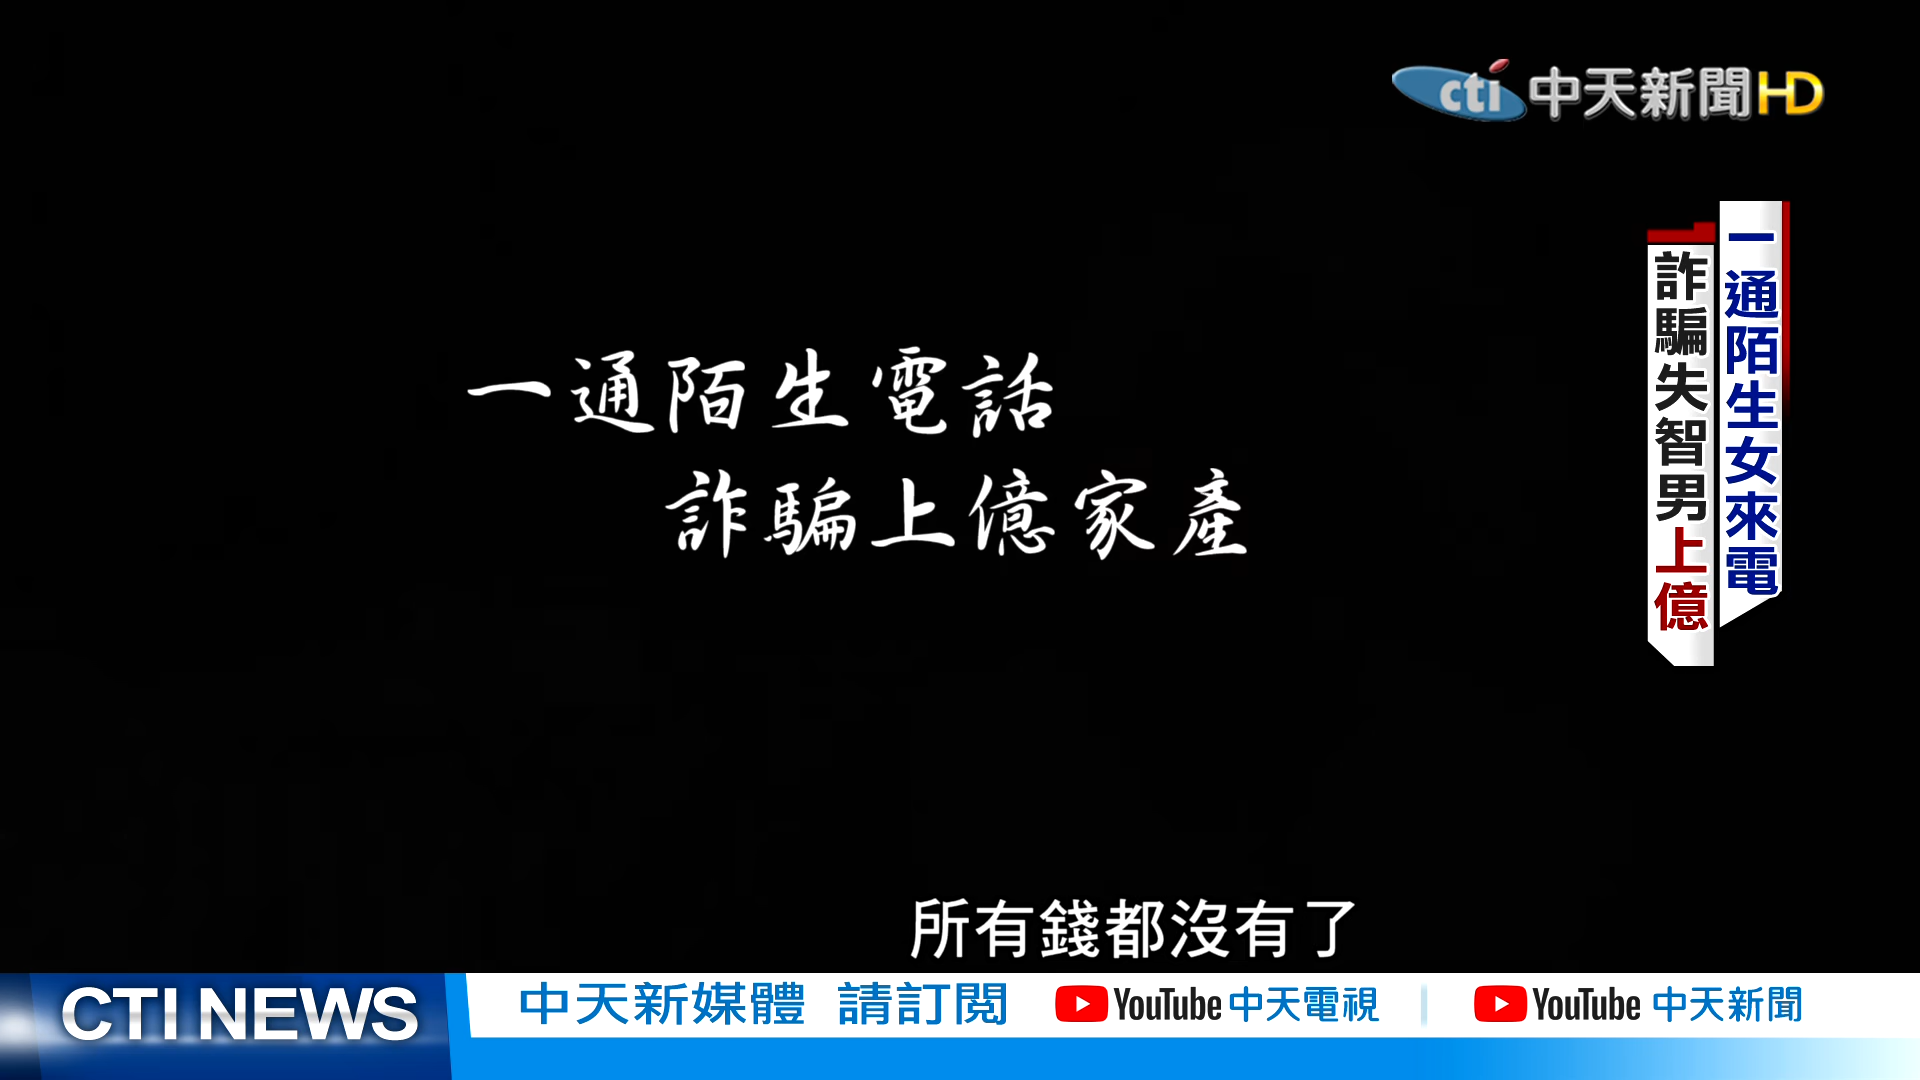 cti 中天新聞HD
一通陌生女來電
詐騙失智男上億
一通陌生電話
詐騙上億家產
所有錢都沒有了
CTI NEWS
中天新媒體 請訂閱 YouTube 中天電視 | YouTube 中天新聞